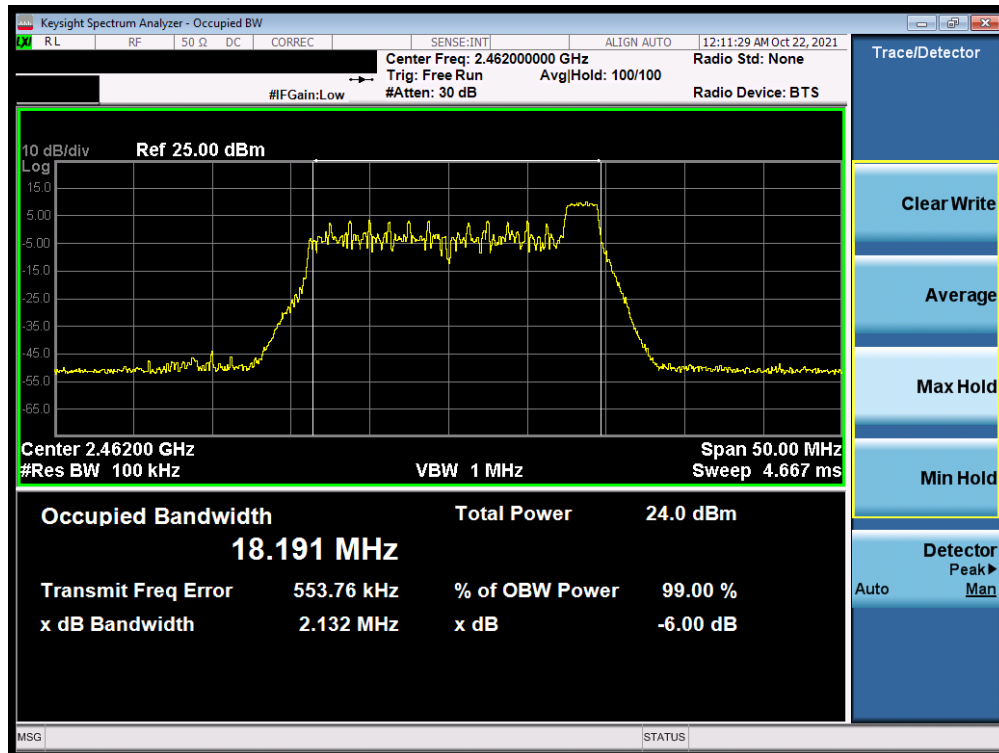 Keysight Spectrum Analyzer - Occupied BW
LXI RL RF 50 Ω DC CORREC SENSE:INT ALIGN AUTO 12:11:29 AM Oct 22, 2021
Center Freq: 2.462000000 GHz Radio Std: None
Trig: Free Run Avg|Hold: 100/100
#IFGain:Low #Atten: 30 dB Radio Device: BTS
Trace/Detector
10 dB/div Ref 25.00 dBm
Log
15.0
5.00
-5.00
-15.0
-25.0
-35.0
-45.0
-55.0
-65.0
Center 2.46200 GHz Span 50.00 MHz
#Res BW 100 kHz VBW 1 MHz Sweep 4.667 ms
Occupied Bandwidth Total Power 24.0 dBm
18.191 MHz
Transmit Freq Error 553.76 kHz % of OBW Power 99.00 %
x dB Bandwidth 2.132 MHz x dB -6.00 dB
Clear Write
Average
Max Hold
Min Hold
Detector
Peak▶
Auto Man
MSG STATUS